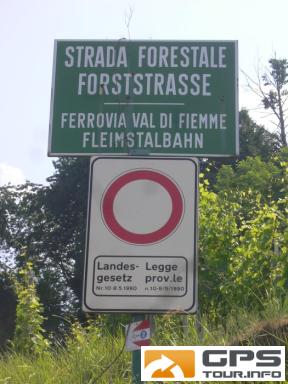 STRADA FORESTALE
FORSTSTRASSE
FERROVIA VAL DI FIEMME
FLEIMSTALBAHN
Landes-
gesetz
Nr. 10-8.5.1990
Legge
prov.le
n. 10-8/5/1990
GPS
TOUR.INFO